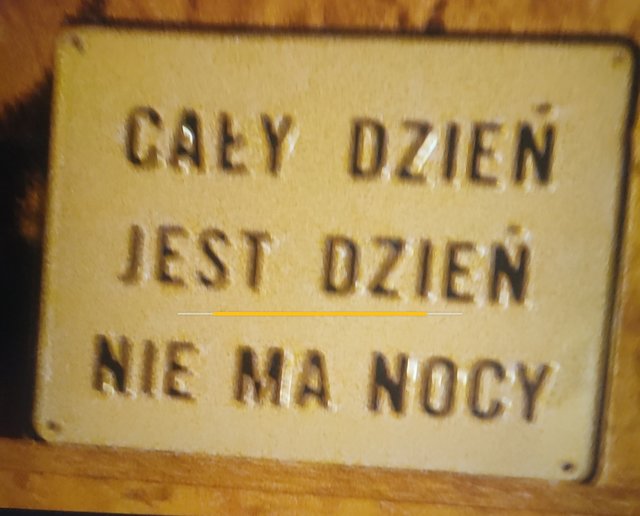 CAŁY DZIEŃ
JEST DZIEŃ
NIE MA NOCY